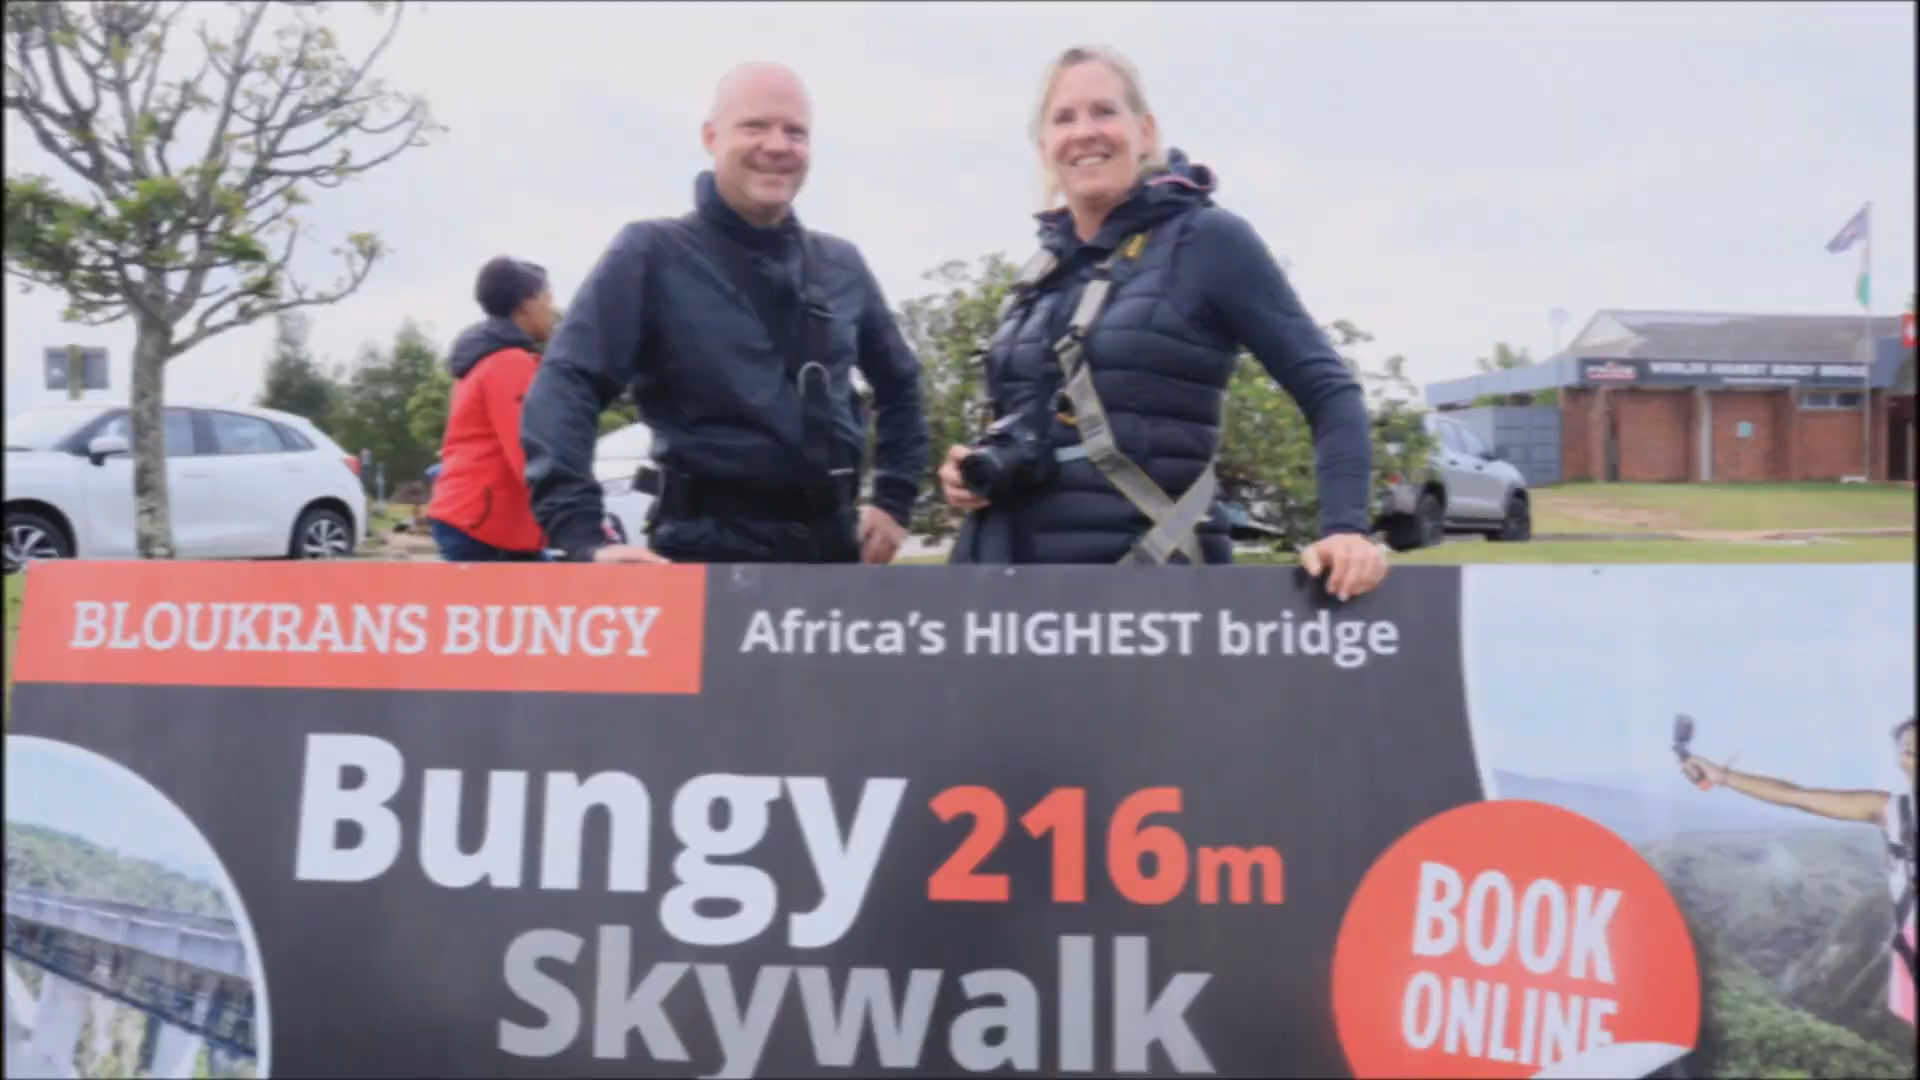 WORLDS HIGHEST BUNGY BRIDGE
BLOUKRANS BUNGY
Africa's HIGHEST bridge
Bungy 216m
Skywalk
BOOK
ONLINE